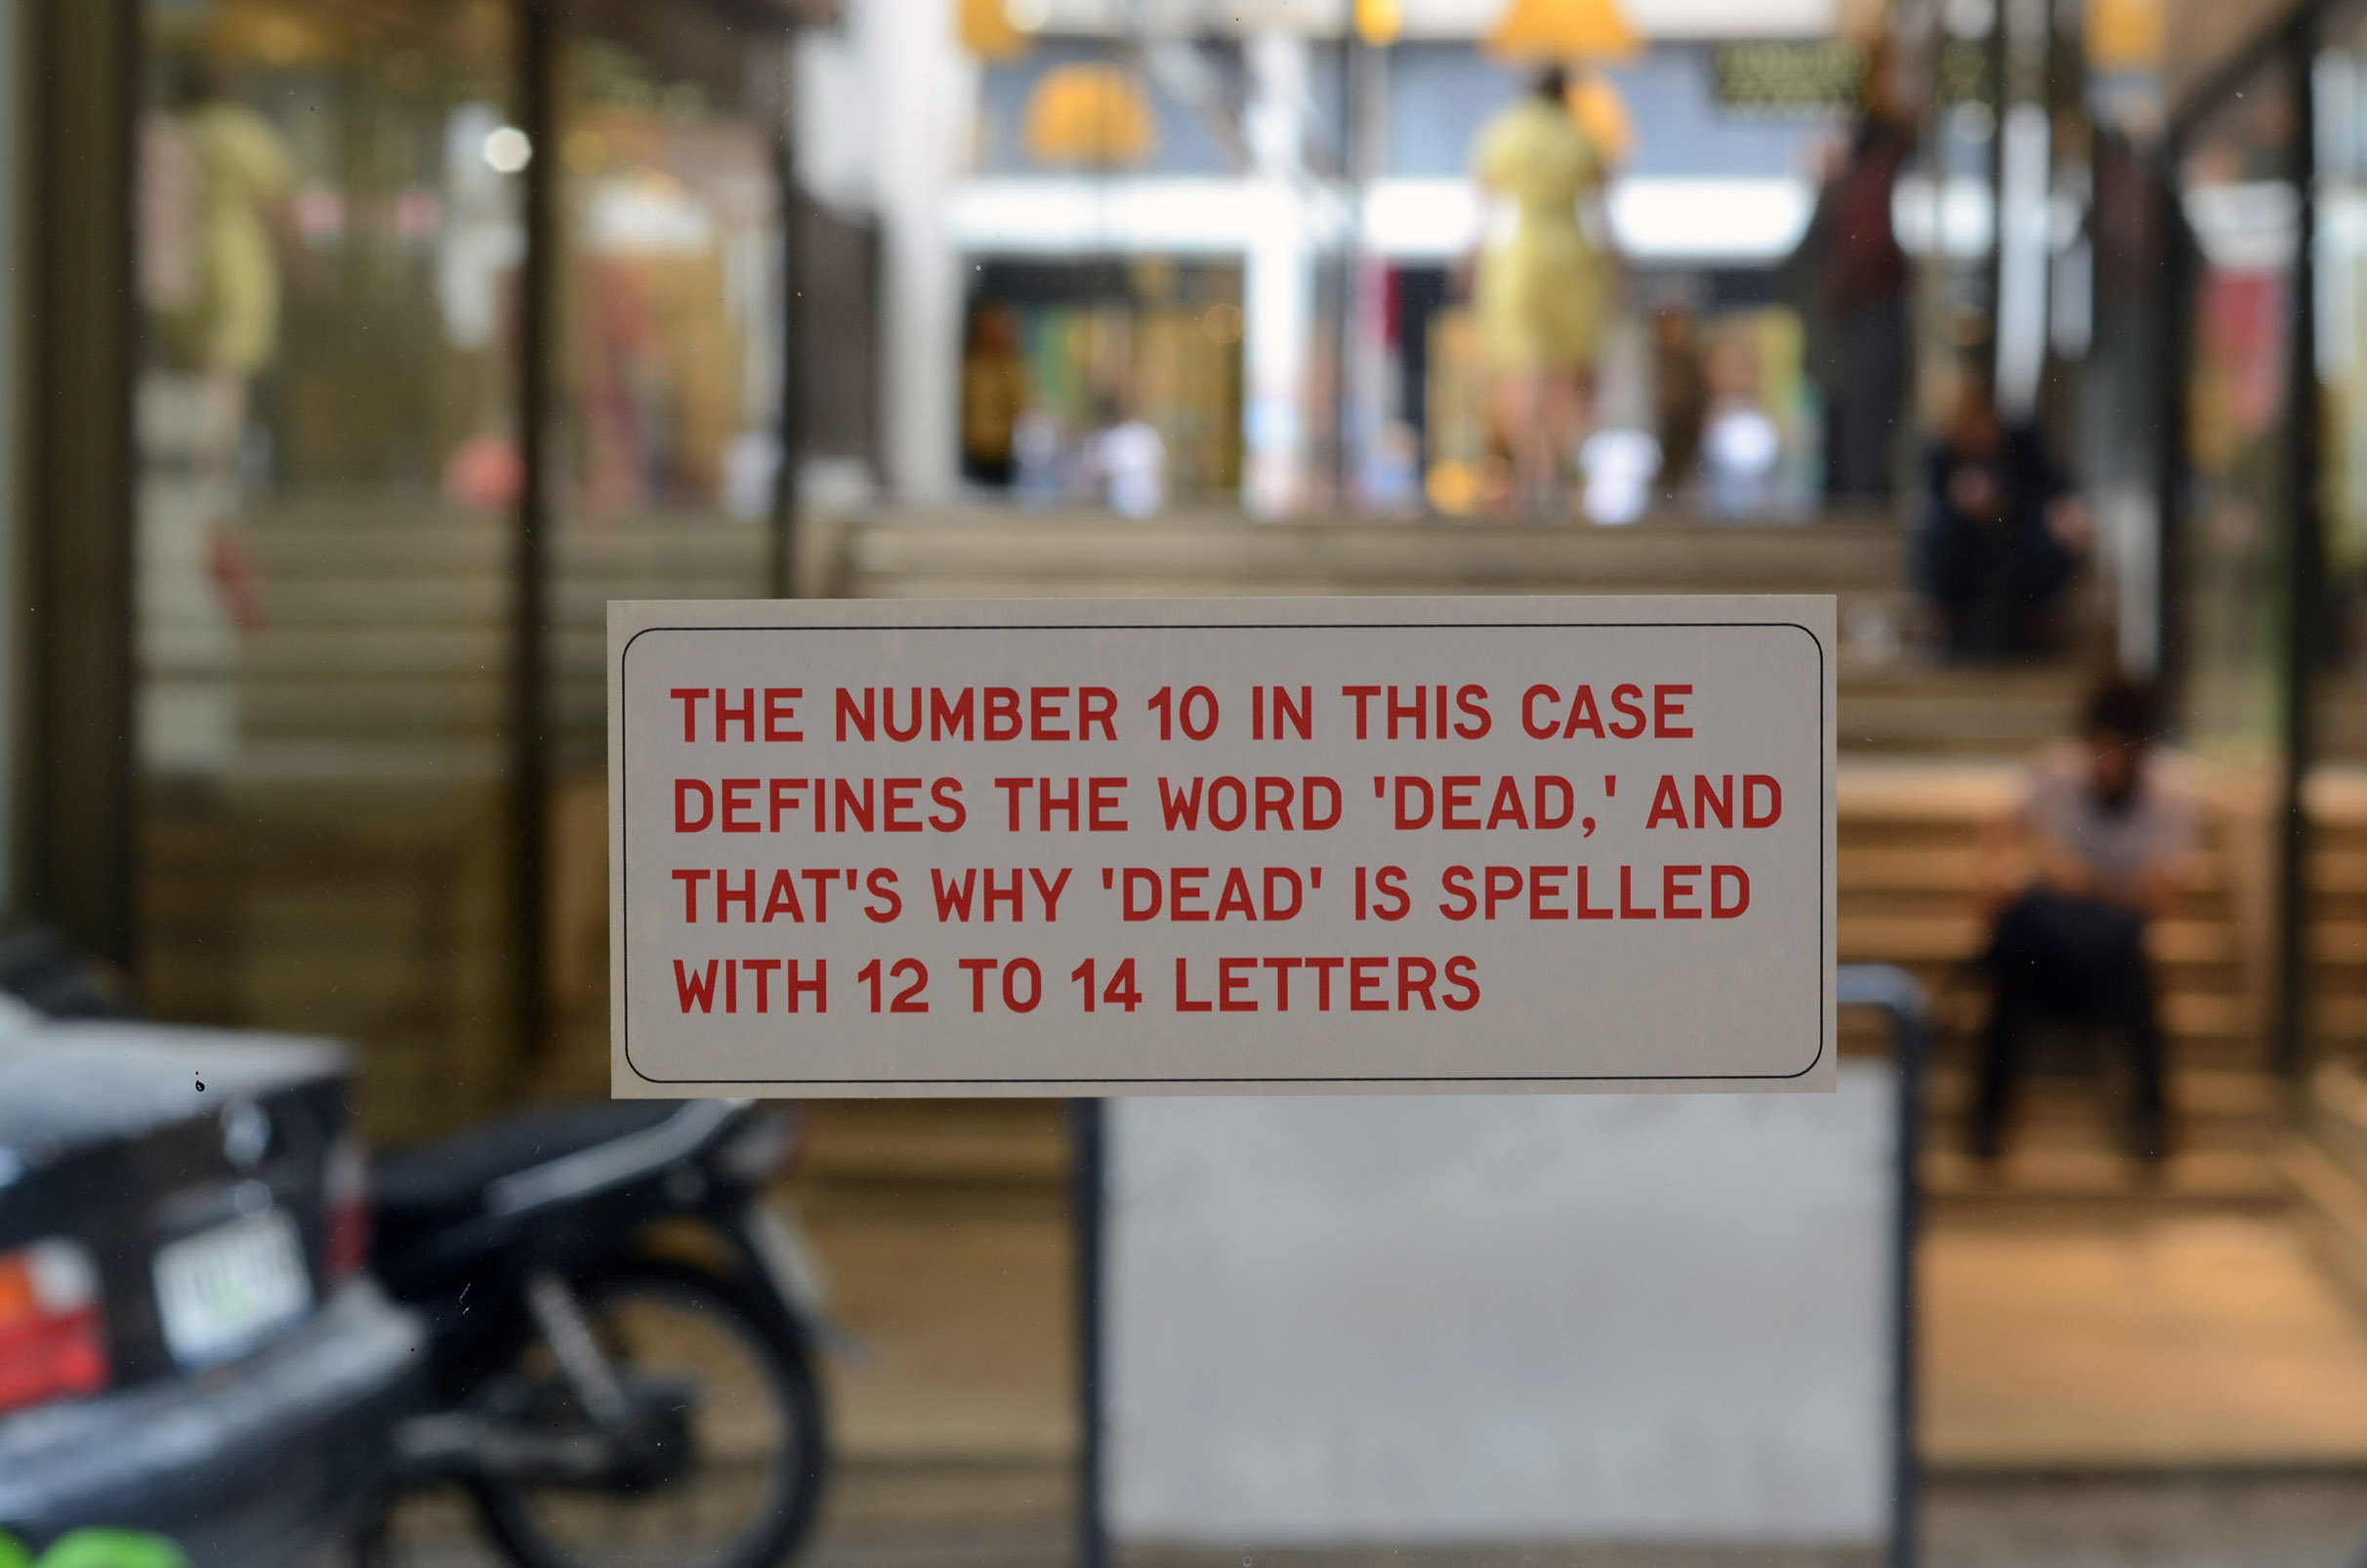 THE NUMBER 10 IN THIS CASE
DEFINES THE WORD 'DEAD,' AND
THAT'S WHY 'DEAD' IS SPELLED
WITH 12 TO 14 LETTERS